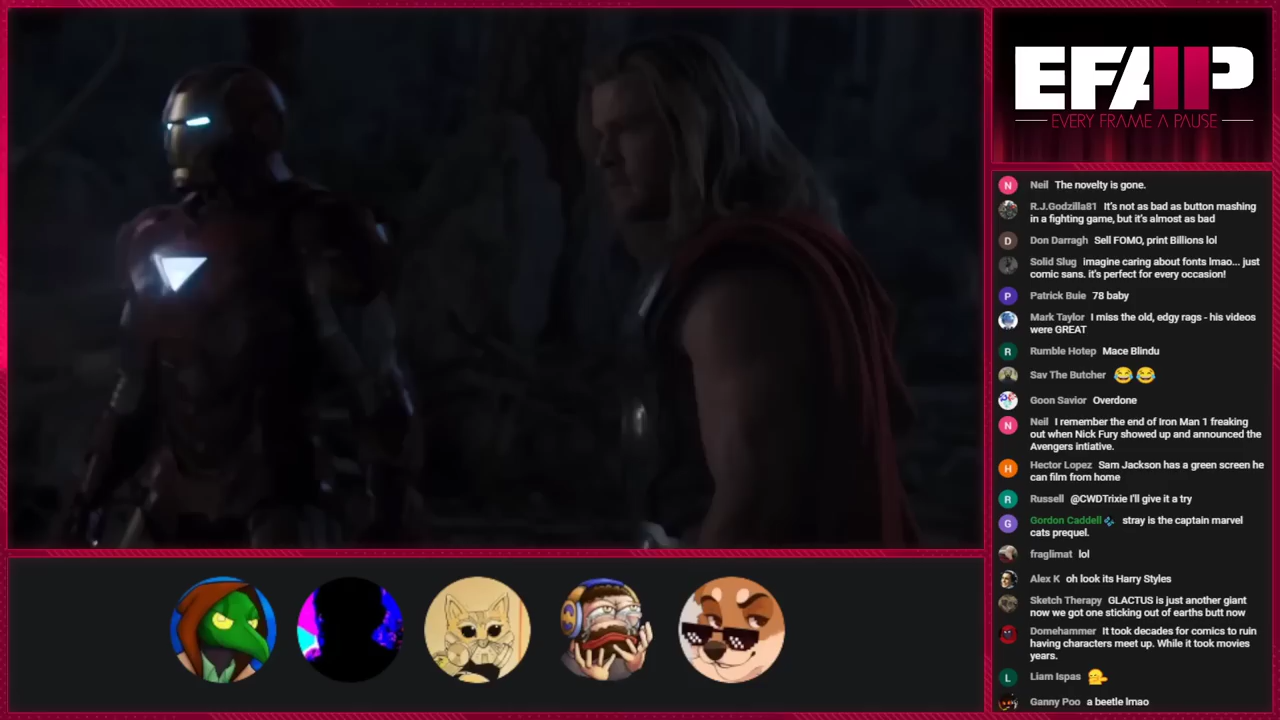 EFAP
EVERY FRAME A PAUSE
N Neil The novelty is gone.
R.J.Godzilla81 It's not as bad as button mashing
in a fighting game, but it's almost as bad
D Don Darragh Sell FOMO, print Billions lol
Solid Slug imagine caring about fonts lmao... just
comic sans. it's perfect for every occasion!
P Patrick Buie 78 baby
Mark Taylor I miss the old, edgy rags - his videos
were GREAT
R Rumble Hotep Mace Blindu
Sav The Butcher 😂😂
Goon Savior Overdone
N Neil I remember the end of Iron Man 1 freaking
out when Nick Fury showed up and announced the
Avengers intiative.
H Hector Lopez Sam Jackson has a green screen he
can film from home
R Russell @CWDTrixie I'll give it a try
G Gordon Caddell stray is the captain marvel
cats prequel.
fraglimat lol
Alex K oh look its Harry Styles
Sketch Therapy GLACTUS is just another giant
now we got one sticking out of earths butt now
Domehammer It took decades for comics to ruin
having characters meet up. While it took movies
years.
L Liam Ispas
Ganny Poo a beetle lmao